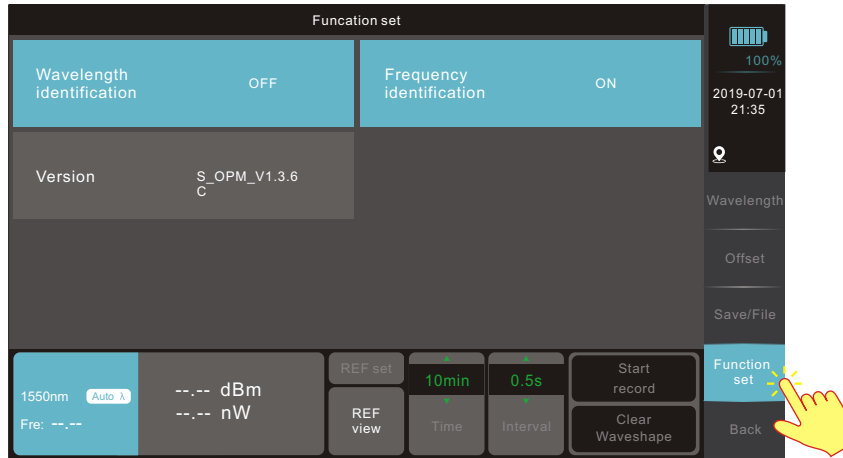 Funcation set
Wavelength
identification
OFF
Frequency
identification
ON
Version
S_OPM_V1.3.6
C
100%
2019-07-01
21:35
Wavelength
Offset
Save/File
Function
set
Back
1550nm
Auto λ
Fre: --.--
--.-- dBm
--.-- nW
REF set
REF
view
10min
Time
0.5s
Interval
Start
record
Clear
Waveshape